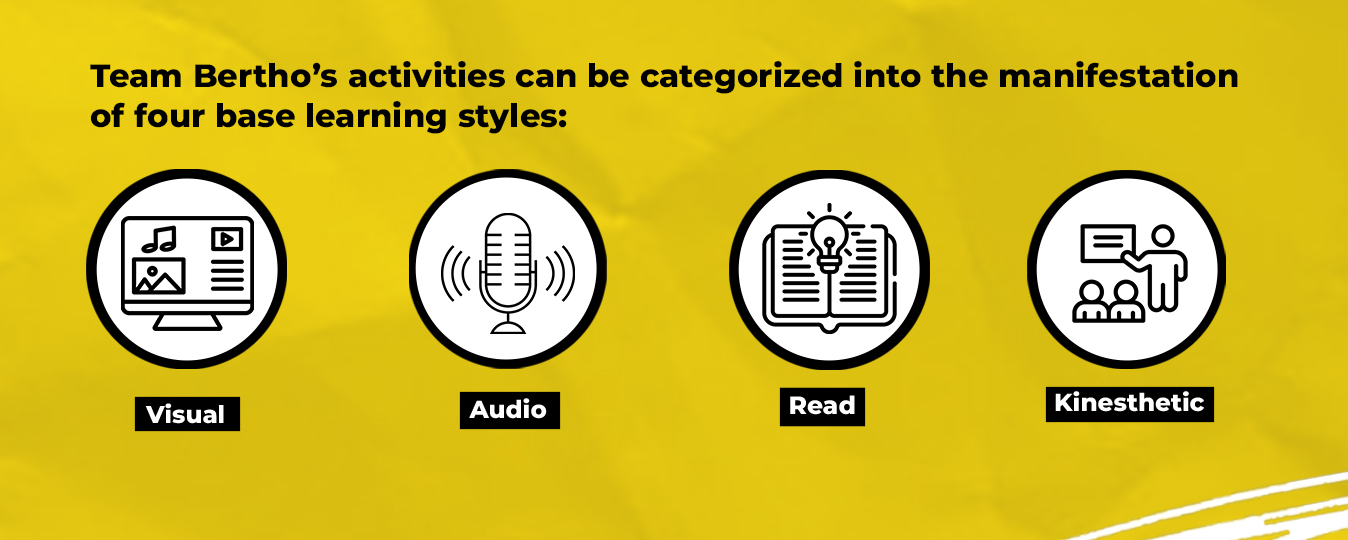 Team Bertho’s activities can be categorized into the manifestation
of four base learning styles:
Visual
Audio
Read
Kinesthetic